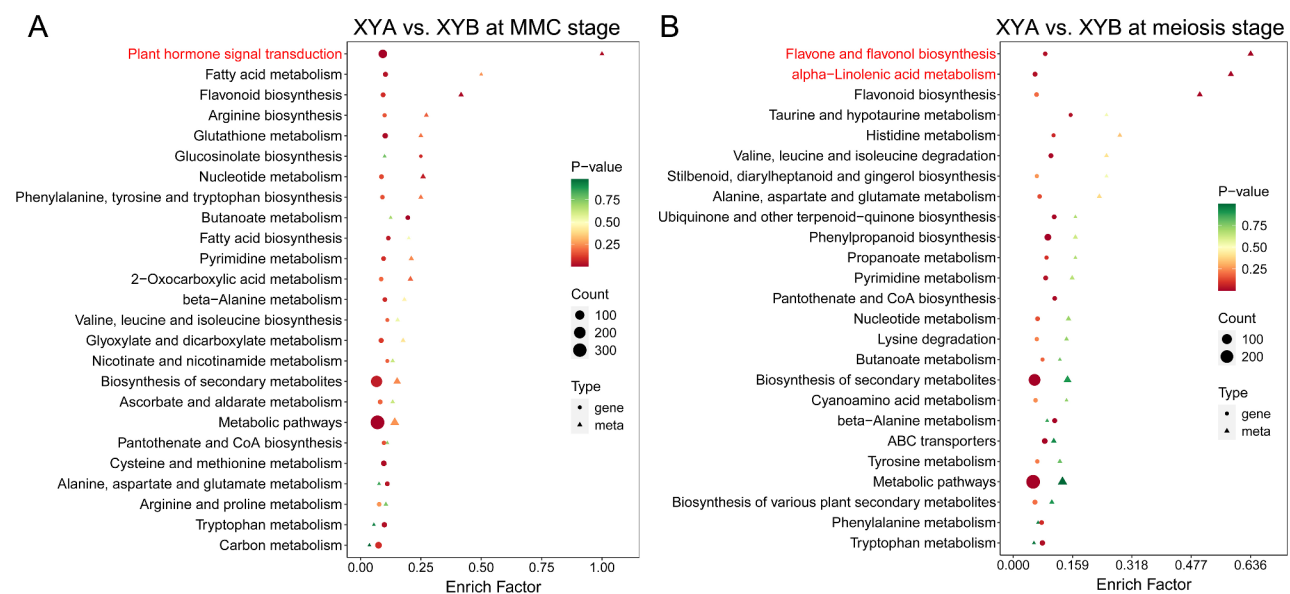 A
XYA vs. XYB at MMC stage
Plant hormone signal transduction
Fatty acid metabolism
Flavonoid biosynthesis
Arginine biosynthesis
Glutathione metabolism
Glucosinolate biosynthesis
Nucleotide metabolism
Phenylalanine, tyrosine and tryptophan biosynthesis
Butanoate metabolism
Fatty acid biosynthesis
Pyrimidine metabolism
2−Oxocarboxylic acid metabolism
beta−Alanine metabolism
Valine, leucine and isoleucine biosynthesis
Glyoxylate and dicarboxylate metabolism
Nicotinate and nicotinamide metabolism
Biosynthesis of secondary metabolites
Ascorbate and aldarate metabolism
Metabolic pathways
Pantothenate and CoA biosynthesis
Cysteine and methionine metabolism
Alanine, aspartate and glutamate metabolism
Arginine and proline metabolism
Tryptophan metabolism
Carbon metabolism
0.00 0.25 0.50 0.75 1.00
Enrich Factor
P-value
0.75
0.50
0.25
Count
100
200
300
Type
gene
meta
B
XYA vs. XYB at meiosis stage
Flavone and flavonol biosynthesis
alpha−Linolenic acid metabolism
Flavonoid biosynthesis
Taurine and hypotaurine metabolism
Histidine metabolism
Valine, leucine and isoleucine degradation
Stilbenoid, diarylheptanoid and gingerol biosynthesis
Alanine, aspartate and glutamate metabolism
Ubiquinone and other terpenoid−quinone biosynthesis
Phenylpropanoid biosynthesis
Propanoate metabolism
Pyrimidine metabolism
Pantothenate and CoA biosynthesis
Nucleotide metabolism
Lysine degradation
Butanoate metabolism
Biosynthesis of secondary metabolites
Cyanoamino acid metabolism
beta−Alanine metabolism
ABC transporters
Tyrosine metabolism
Metabolic pathways
Biosynthesis of various plant secondary metabolites
Phenylalanine metabolism
Tryptophan metabolism
0.000 0.159 0.318 0.477 0.636
Enrich Factor
P-value
0.75
0.50
0.25
Count
100
200
Type
gene
meta